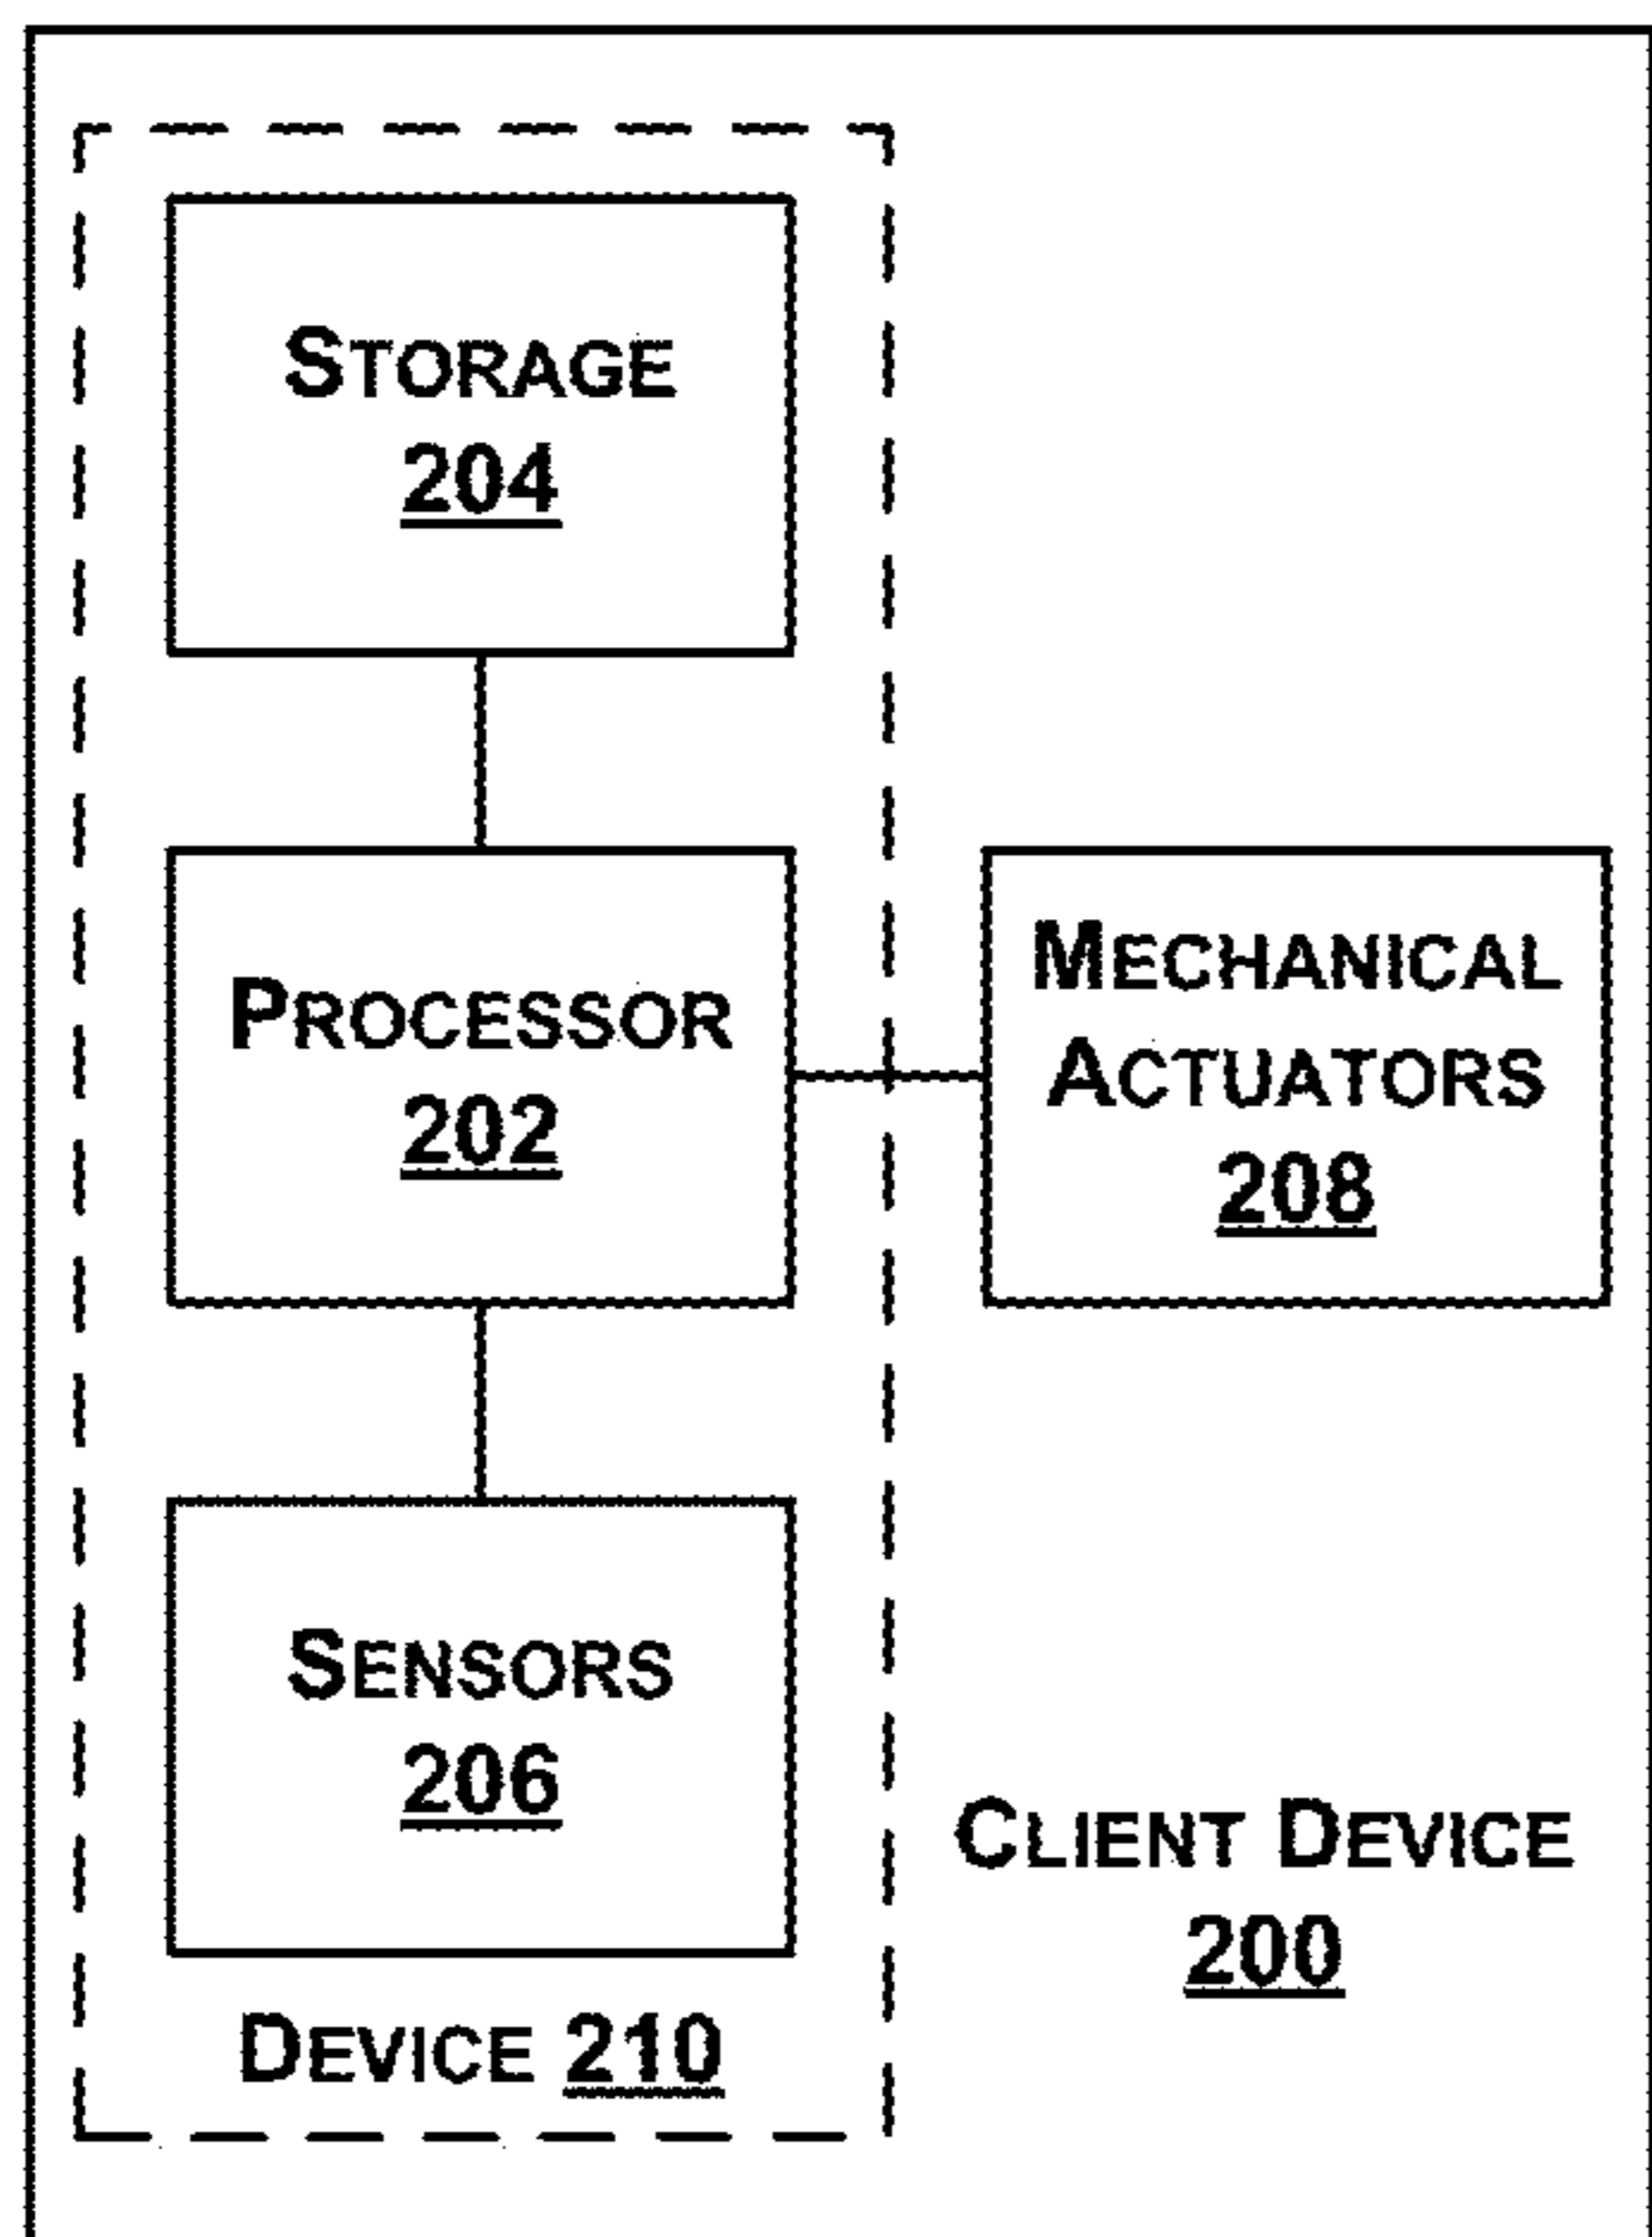 STORAGE
204
PROCESSOR
202
MECHANICAL
ACTUATORS
208
SENSORS
206
CLIENT DEVICE
200
DEVICE 210